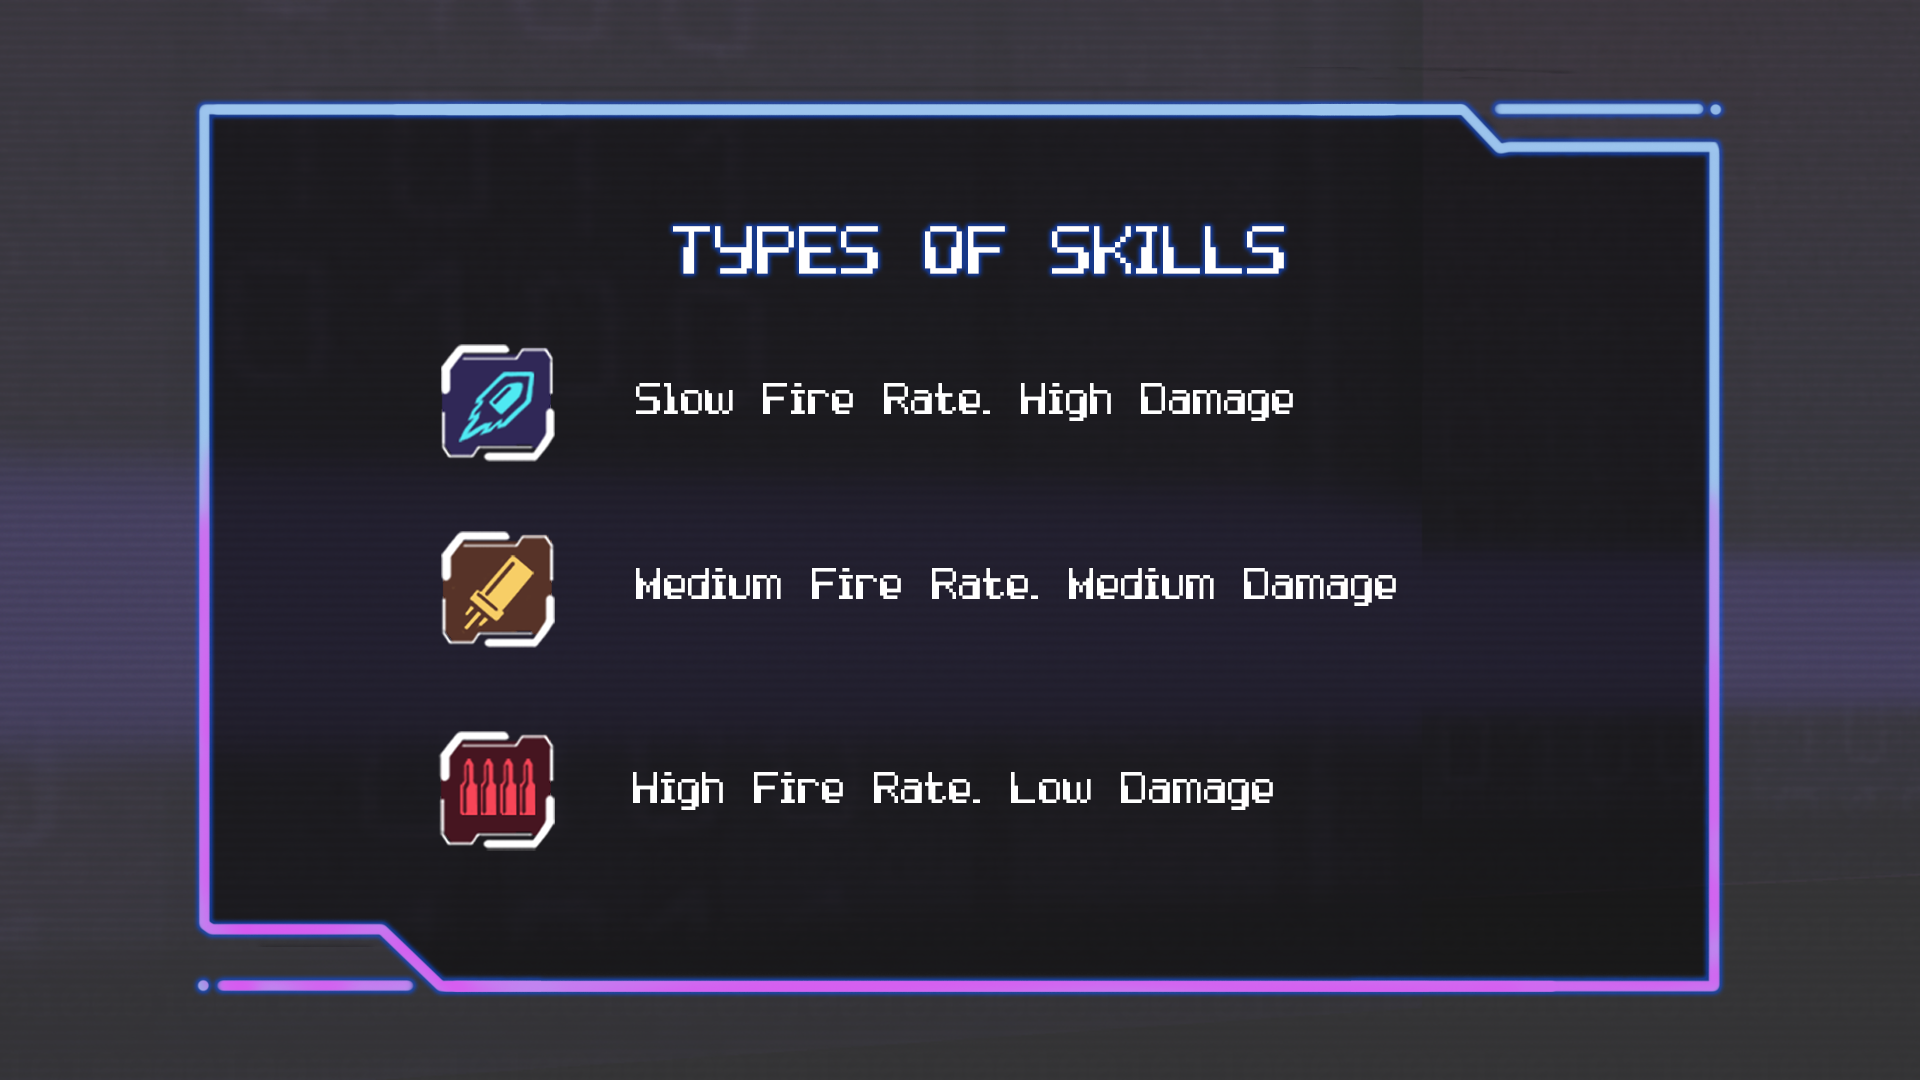 TYPES OF SKILLS
Slow Fire Rate. High Damage
Medium Fire Rate. Medium Damage
High Fire Rate. Low Damage